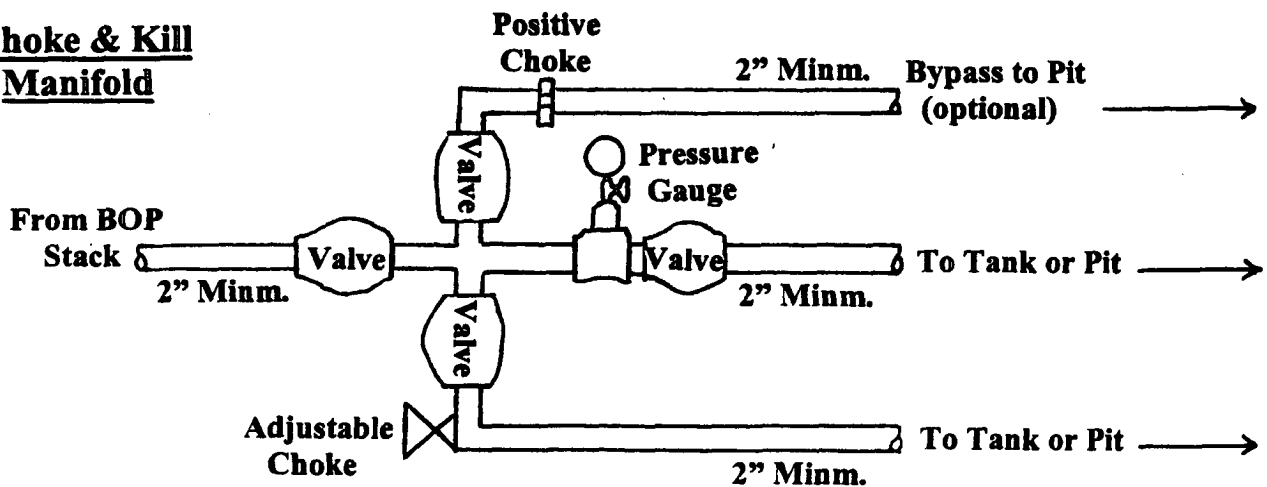 hoke & Kill
Manifold
Positive
Choke
2” Minm.
Bypass to Pit
(optional)
Valve
Pressure
Gauge
From BOP
Stack
2” Minm.
Valve
Valve
2” Minm.
To Tank or Pit
Valve
Adjustable
Choke
2” Minm.
To Tank or Pit